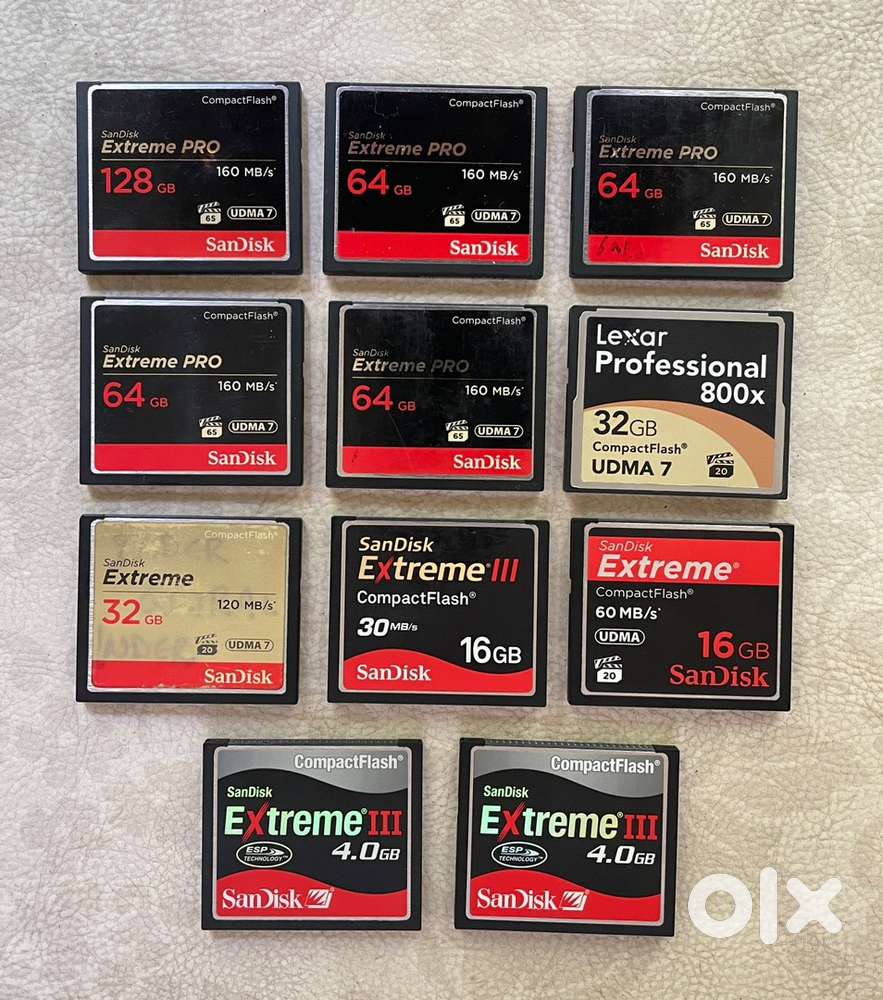 CompactFlash®
SanDisk
Extreme PRO
128 GB 160 MB/s*
65 UDMA 7
SanDisk
CompactFlash®
SanDisk
Extreme PRO
64 GB 160 MB/s*
65 UDMA 7
SanDisk
CompactFlash®
SanDisk
Extreme PRO
64 GB 160 MB/s*
65 UDMA 7
SanDisk
CompactFlash®
SanDisk
Extreme PRO
64 GB 160 MB/s*
65 UDMA 7
SanDisk
CompactFlash®
SanDisk
Extreme PRO
64 GB 160 MB/s*
65 UDMA 7
SanDisk
Lexar
Professional
800x
32GB
CompactFlash®
UDMA 7 20
CompactFlash®
SanDisk
Extreme
32 GB 120 MB/s*
20 UDMA 7
SanDisk
SanDisk
Extreme® III
CompactFlash®
30MB/s
16GB
SanDisk
SanDisk
Extreme®
CompactFlash®
60 MB/s*
UDMA
16 GB
20 SanDisk
CompactFlash®
SanDisk
Extreme® III
ESP TECHNOLOGY™ 4.0GB
SanDisk
CompactFlash®
SanDisk
Extreme® III
ESP TECHNOLOGY™ 4.0GB
SanDisk
olx